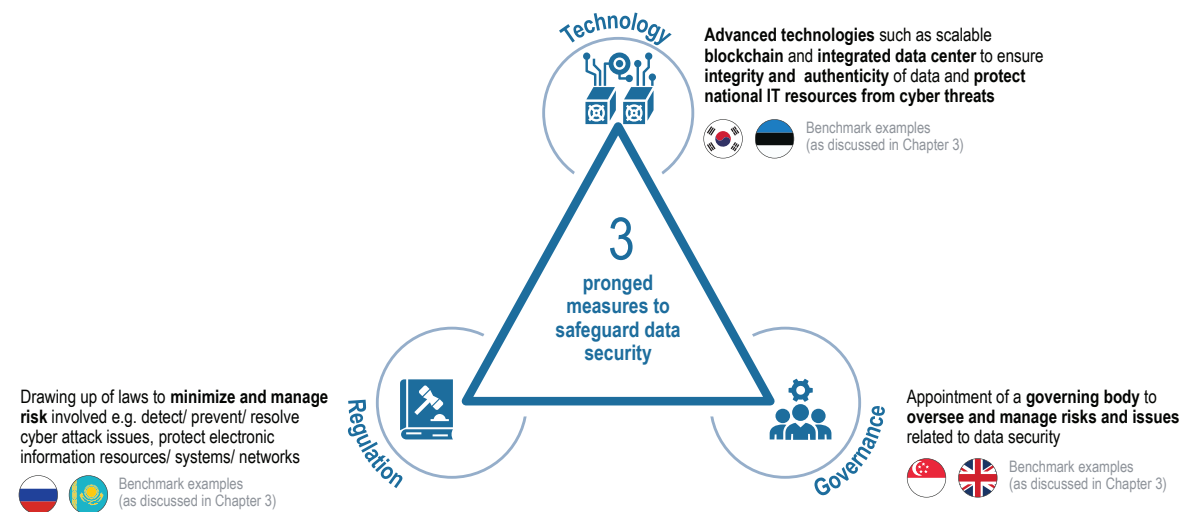 Technology
Advanced technologies such as scalable
blockchain and integrated data center to ensure
integrity and authenticity of data and protect
national IT resources from cyber threats
Benchmark examples
(as discussed in Chapter 3)
3
pronged
measures to
safeguard data
security
Regulation
Drawing up of laws to minimize and manage
risk involved e.g. detect/ prevent/ resolve
cyber attack issues, protect electronic
information resources/ systems/ networks
Benchmark examples
(as discussed in Chapter 3)
Governance
Appointment of a governing body to
oversee and manage risks and issues
related to data security
Benchmark examples
(as discussed in Chapter 3)